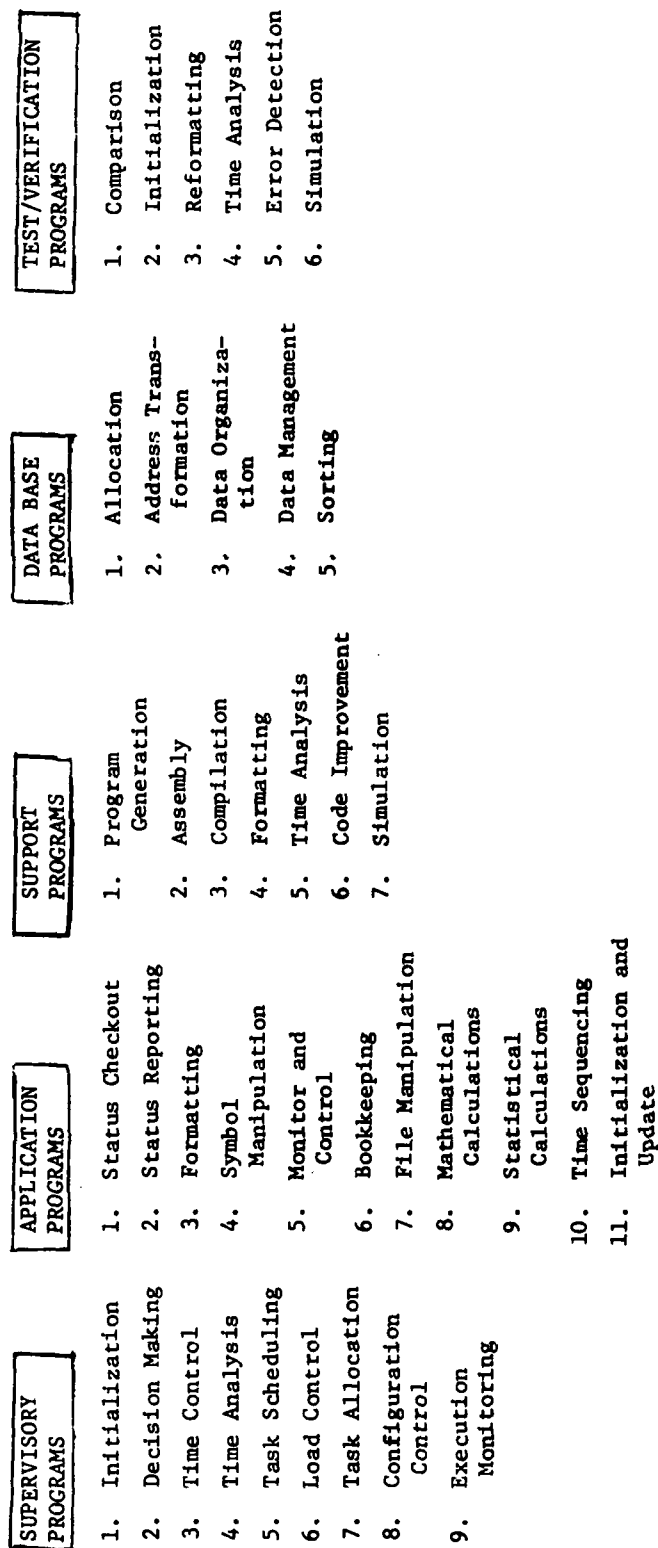 SUPERVISORY
PROGRAMS
1. Initialization
2. Decision Making
3. Time Control
4. Time Analysis
5. Task Scheduling
6. Load Control
7. Task Allocation
8. Configuration
Control
9. Execution
Monitoring
APPLICATION
PROGRAMS
1. Status Checkout
2. Status Reporting
3. Formatting
4. Symbol
Manipulation
5. Monitor and
Control
6. Bookkeeping
7. File Manipulation
8. Mathematical
Calculations
9. Statistical
Calculations
10. Time Sequencing
11. Initialization and
Update
SUPPORT
PROGRAMS
1. Program
Generation
2. Assembly
3. Compilation
4. Formatting
5. Time Analysis
6. Code Improvement
7. Simulation
DATA BASE
PROGRAMS
1. Allocation
2. Address Trans-
formation
3. Data Organiza-
tion
4. Data Management
5. Sorting
TEST/VERIFICATION
PROGRAMS
1. Comparison
2. Initialization
3. Reformatting
4. Time Analysis
5. Error Detection
6. Simulation